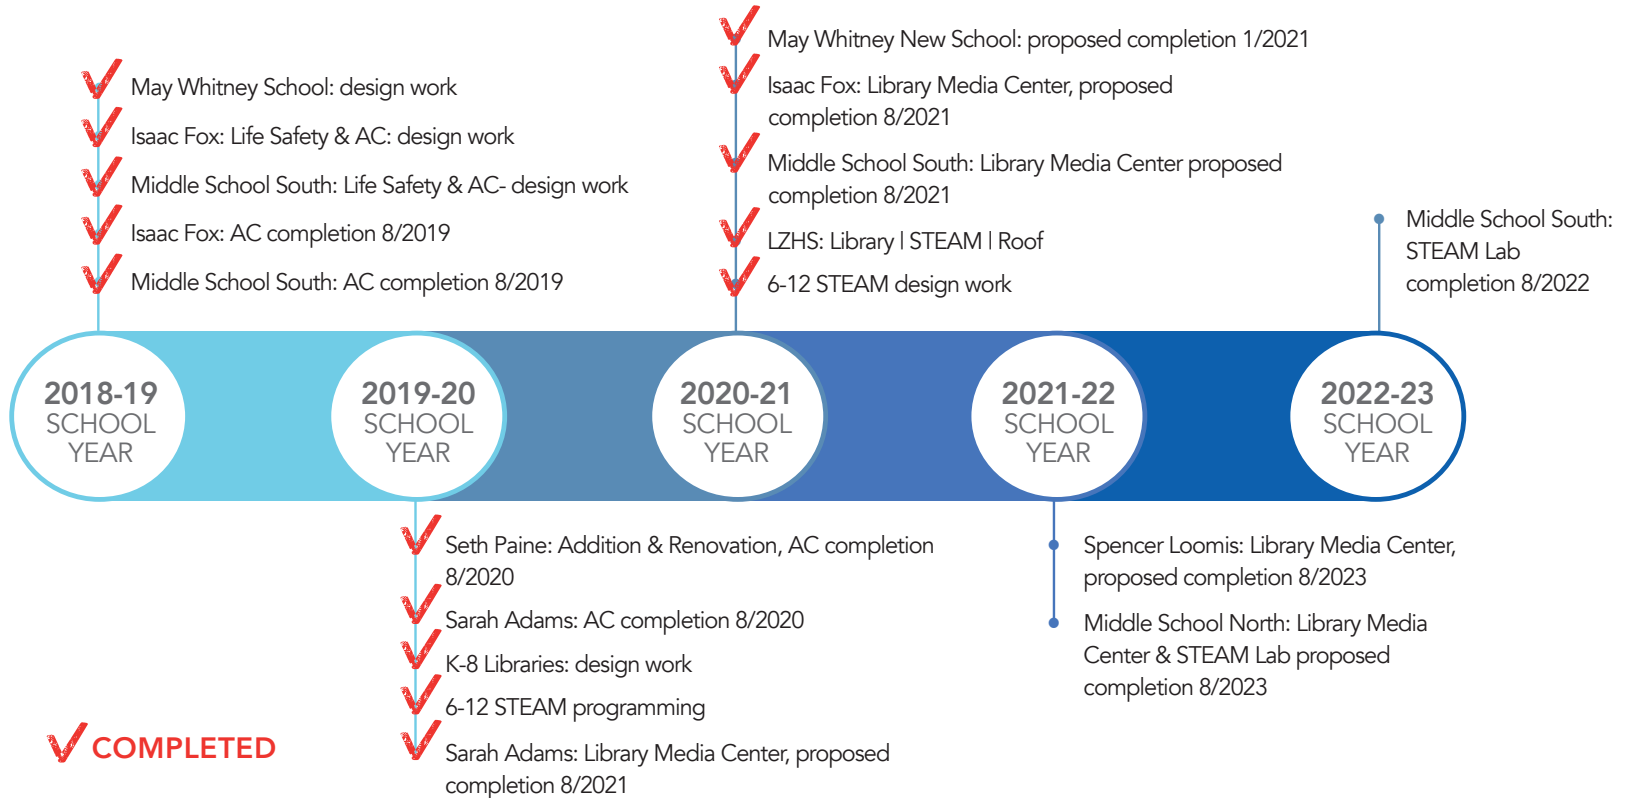 May Whitney School: design work
Isaac Fox: Life Safety & AC: design work
Middle School South: Life Safety & AC- design work
Isaac Fox: AC completion 8/2019
Middle School South: AC completion 8/2019
May Whitney New School: proposed completion 1/2021
Isaac Fox: Library Media Center, proposed
completion 8/2021
Middle School South: Library Media Center proposed
completion 8/2021
LZHS: Library | STEAM | Roof
6-12 STEAM design work
Middle School South:
STEAM Lab
completion 8/2022
2018-19
SCHOOL
YEAR
2019-20
SCHOOL
YEAR
2020-21
SCHOOL
YEAR
2021-22
SCHOOL
YEAR
2022-23
SCHOOL
YEAR
Seth Paine: Addition & Renovation, AC completion
8/2020
Sarah Adams: AC completion 8/2020
K-8 Libraries: design work
6-12 STEAM programming
Sarah Adams: Library Media Center, proposed
completion 8/2021
Spencer Loomis: Library Media Center,
proposed completion 8/2023
Middle School North: Library Media
Center & STEAM Lab proposed
completion 8/2023
COMPLETED